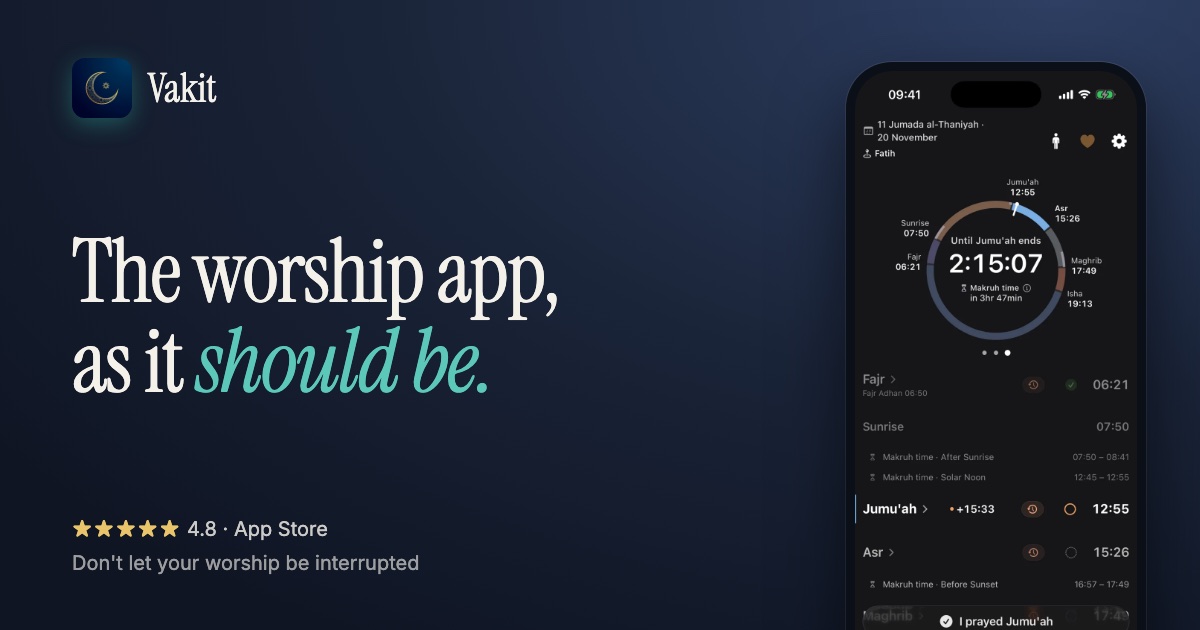 Vakit
The worship app,
as it should be.
★★★★★ 4.8 · App Store
Don't let your worship be interrupted
09:41
11 Jumada al-Thaniyah ·
20 November
Fatih
Jumu'ah
12:55
Asr
15:26
Sunrise
07:50
Fajr
06:21
Maghrib
17:49
Isha
19:13
Until Jumu'ah ends
2:15:07
Makruh time
in 3hr 47min
Fajr > 06:21
Fajr Adhan 06:50
Sunrise 07:50
Makruh time · After Sunrise 07:50 – 08:41
Makruh time · Solar Noon 12:45 – 12:55
Jumu'ah > •+15:33 12:55
Asr > 15:26
Makruh time · Before Sunset 16:57 – 17:49
Maghrib > 17:49
I prayed Jumu'ah